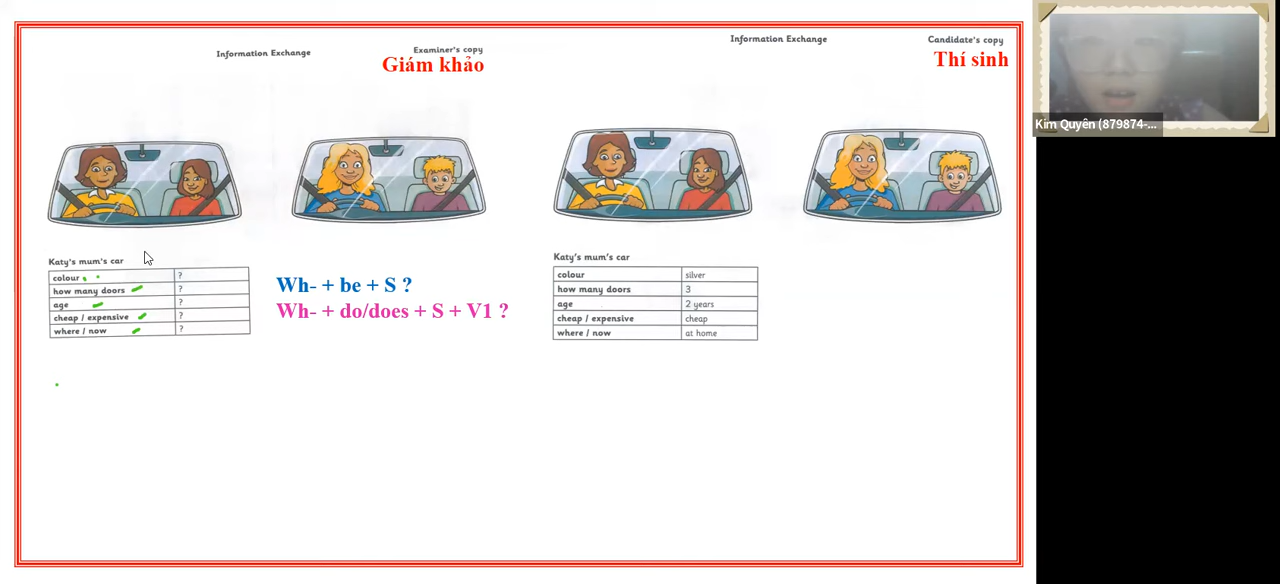 Information Exchange
Examiner's copy
Giám khảo
Katy's mum's car
colour ?
how many doors ?
age ?
cheap / expensive ?
where / now ?
Wh- + be + S ?
Wh- + do/does + S + V1 ?
Information Exchange
Candidate's copy
Thí sinh
Katy's mum's car
colour silver
how many doors 3
age 2 years
cheap / expensive cheap
where / now at home
Kim Quyên (879874-...